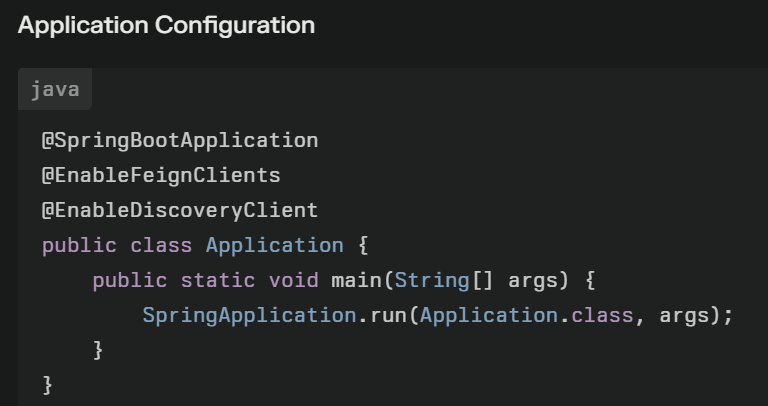 Application Configuration
java
@SpringBootApplication
@EnableFeignClients
@EnableDiscoveryClient
public class Application {
    public static void main(String[] args) {
        SpringApplication.run(Application.class, args);
    }
}